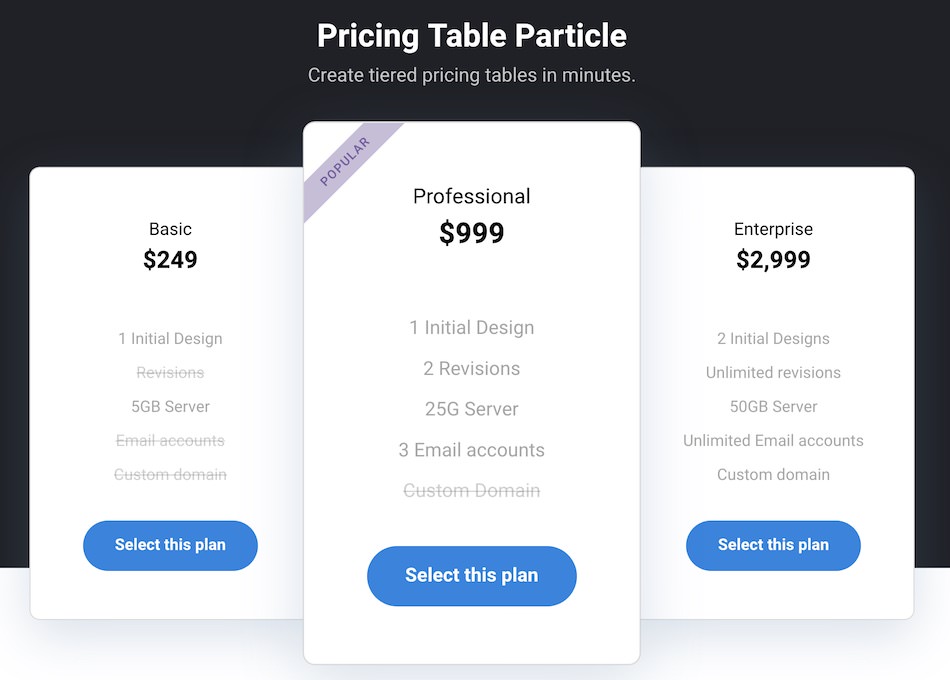 Pricing Table Particle
Create tiered pricing tables in minutes.
Basic
$249
1 Initial Design
Revisions
5GB Server
Email accounts
Custom domain
Select this plan
POPULAR
Professional
$999
1 Initial Design
2 Revisions
25G Server
3 Email accounts
Custom Domain
Select this plan
Enterprise
$2,999
2 Initial Designs
Unlimited revisions
50GB Server
Unlimited Email accounts
Custom domain
Select this plan